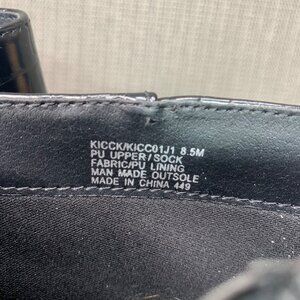 KICCK/KICC01J1 8.5M
PU UPPER/SOCK
FABRIC/PU LINING
MAN MADE OUTSOLE
MADE IN CHINA 449